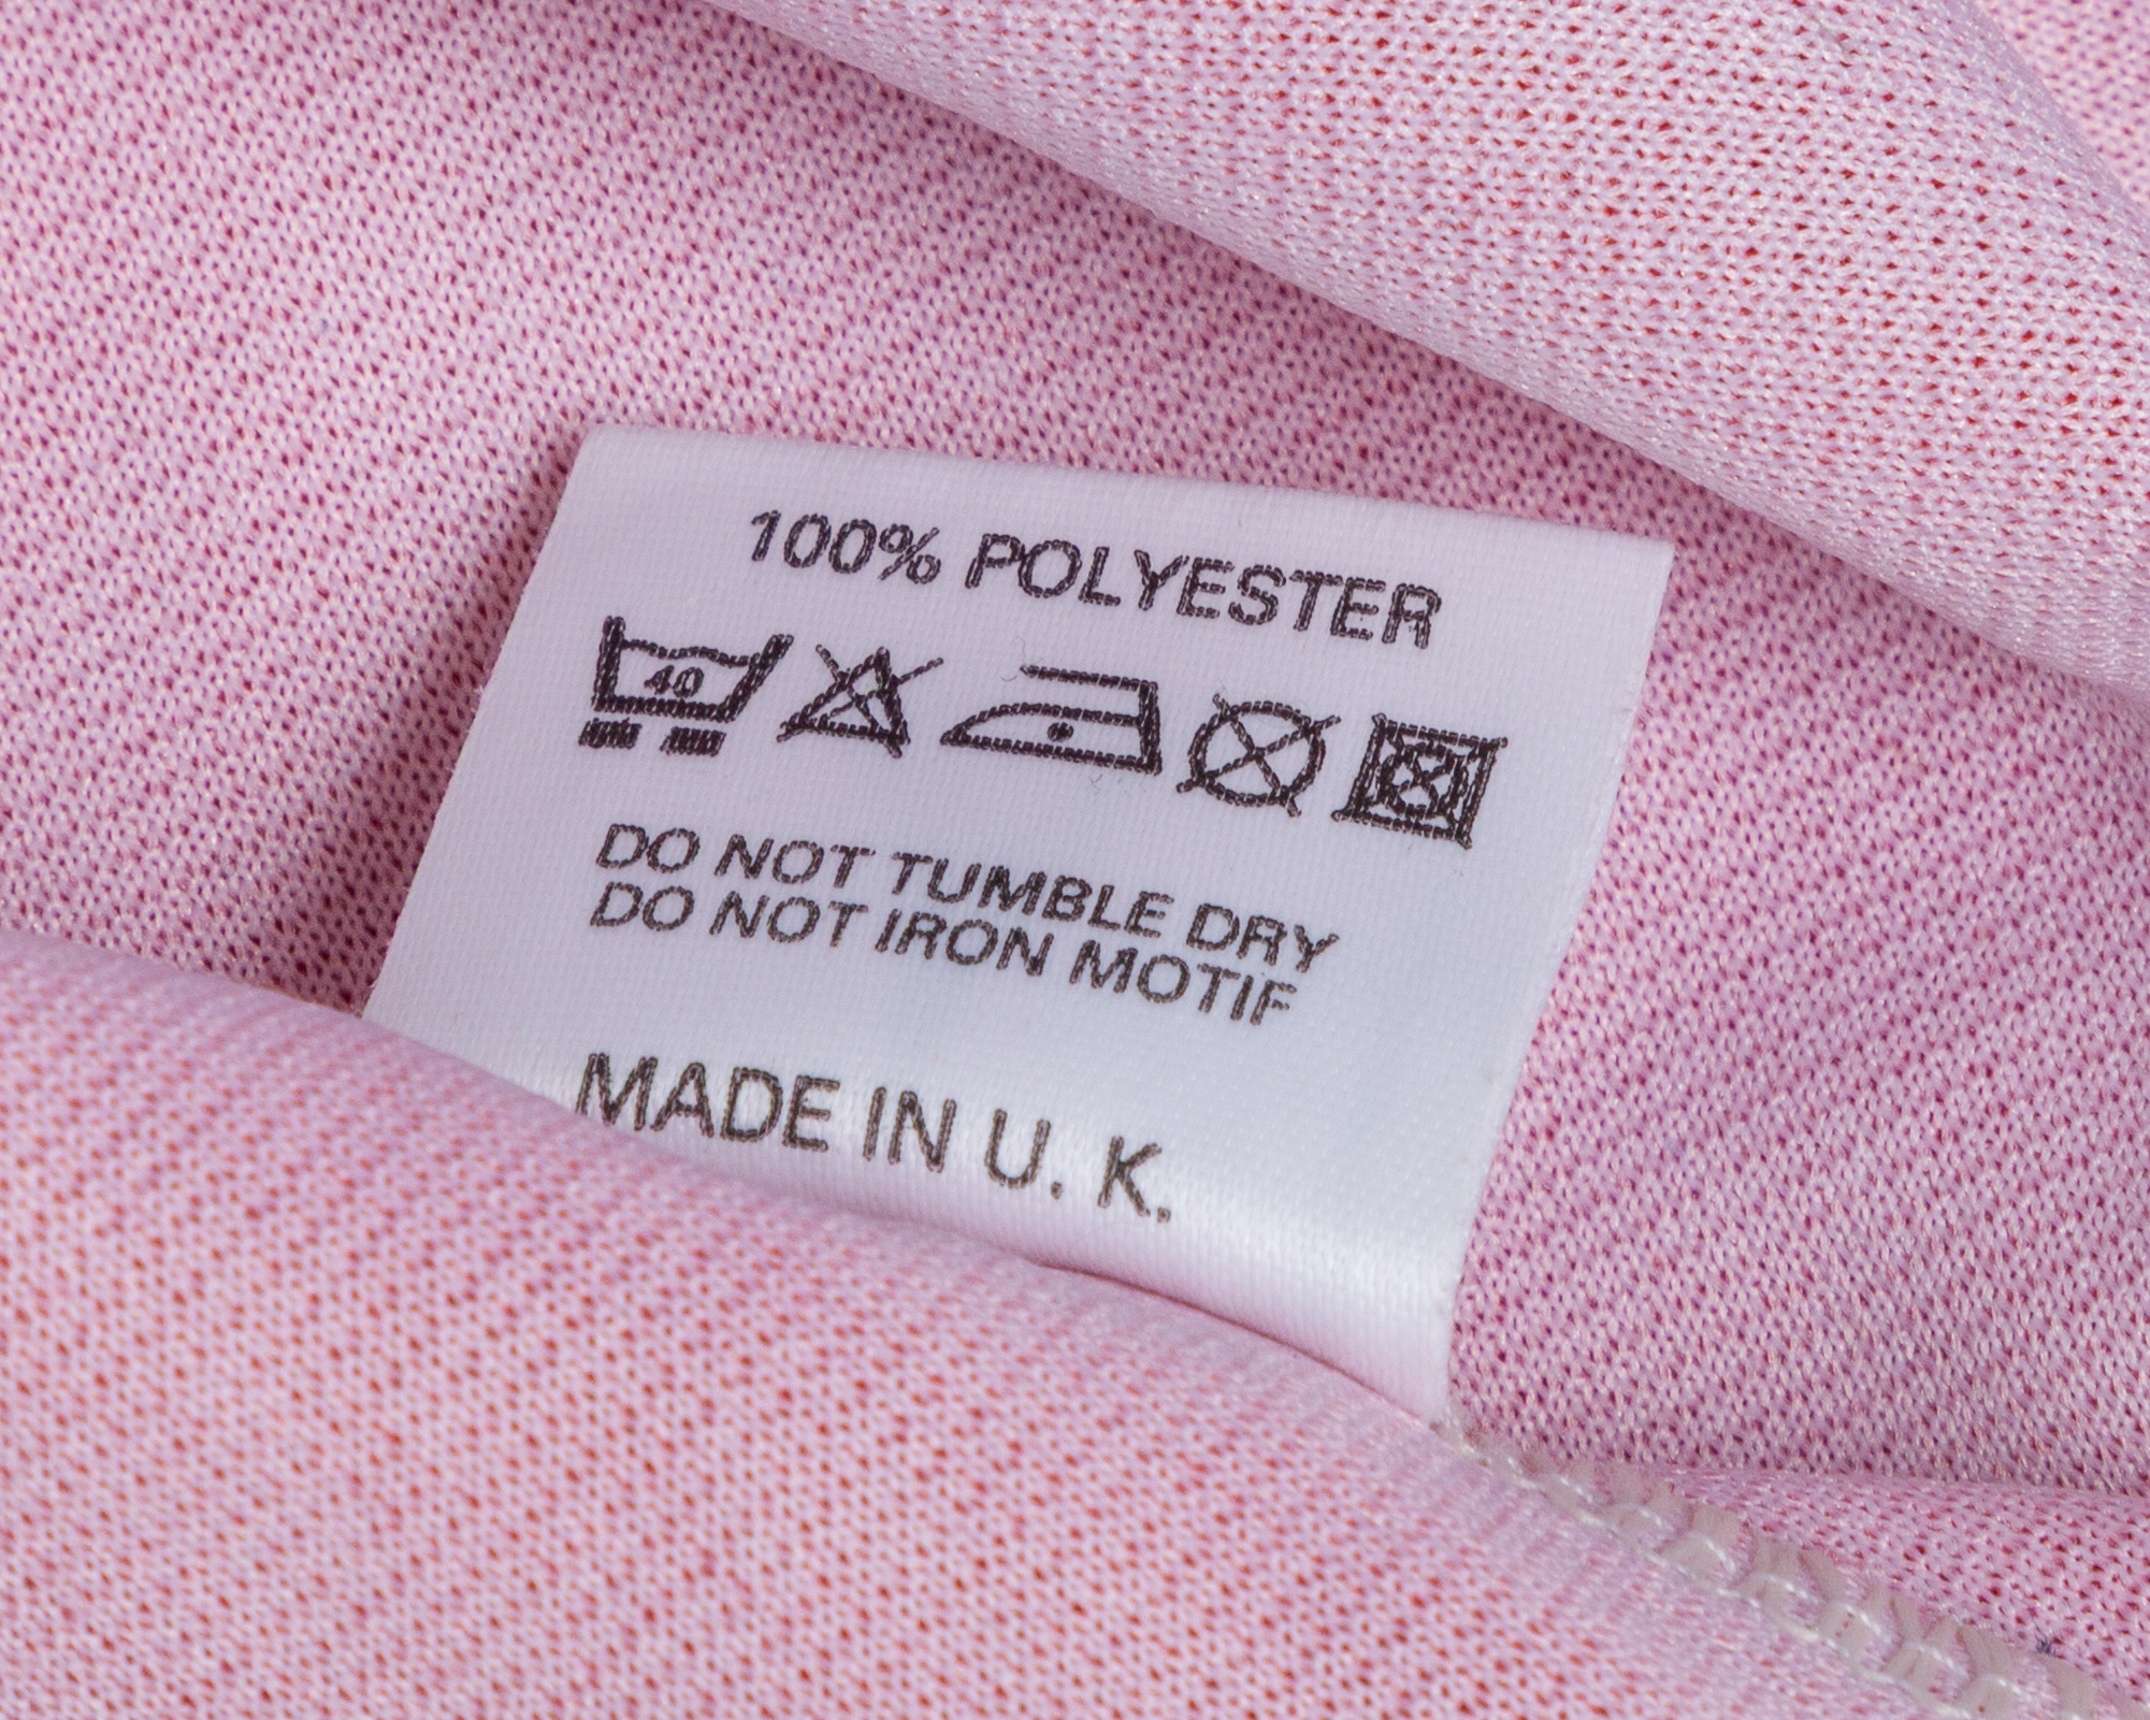 100% POLYESTER
40
DO NOT TUMBLE DRY
DO NOT IRON MOTIF
MADE IN U. K.